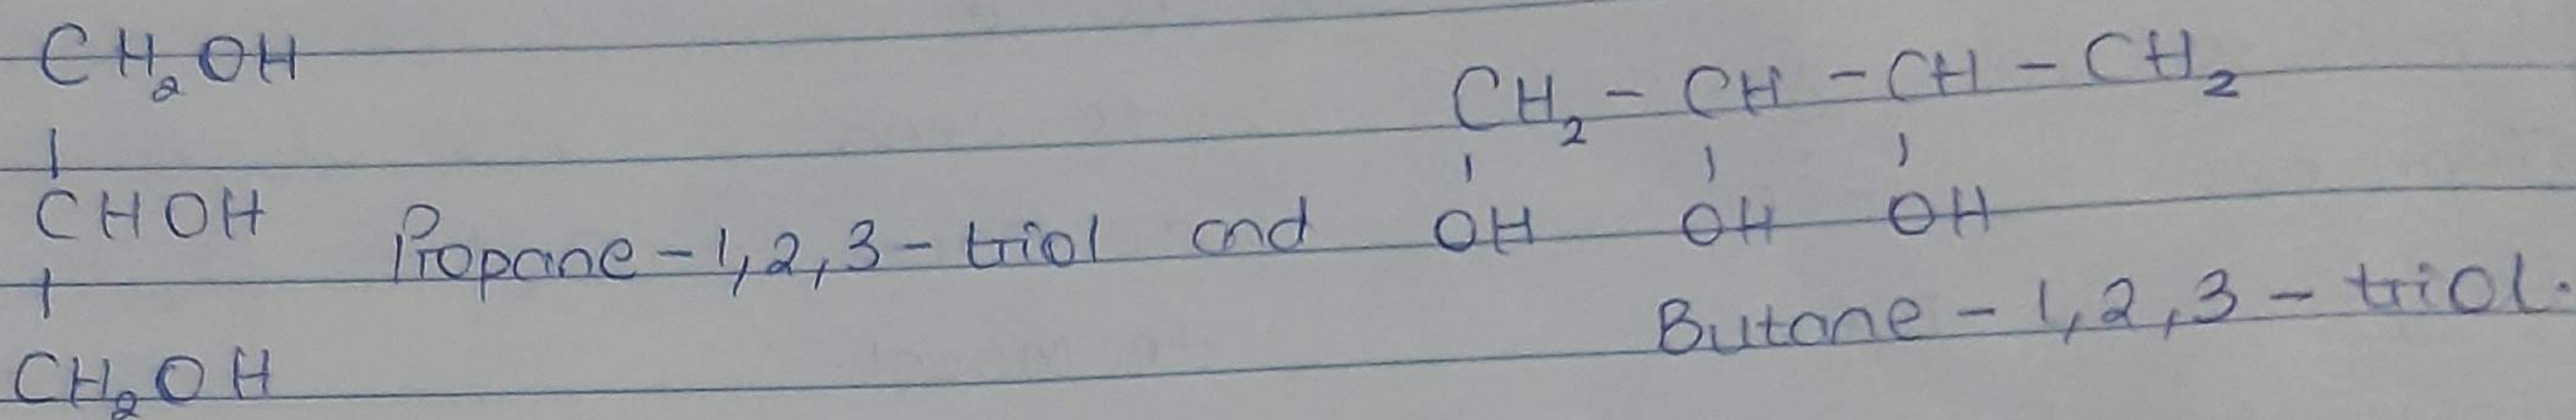 CH₂OH
|
CHOH Propane-1,2,3-triol and
|
CH₂OH
CH₂ - CH - CH - CH₂
| | |
OH OH OH
Butane-1,2,3-triol.